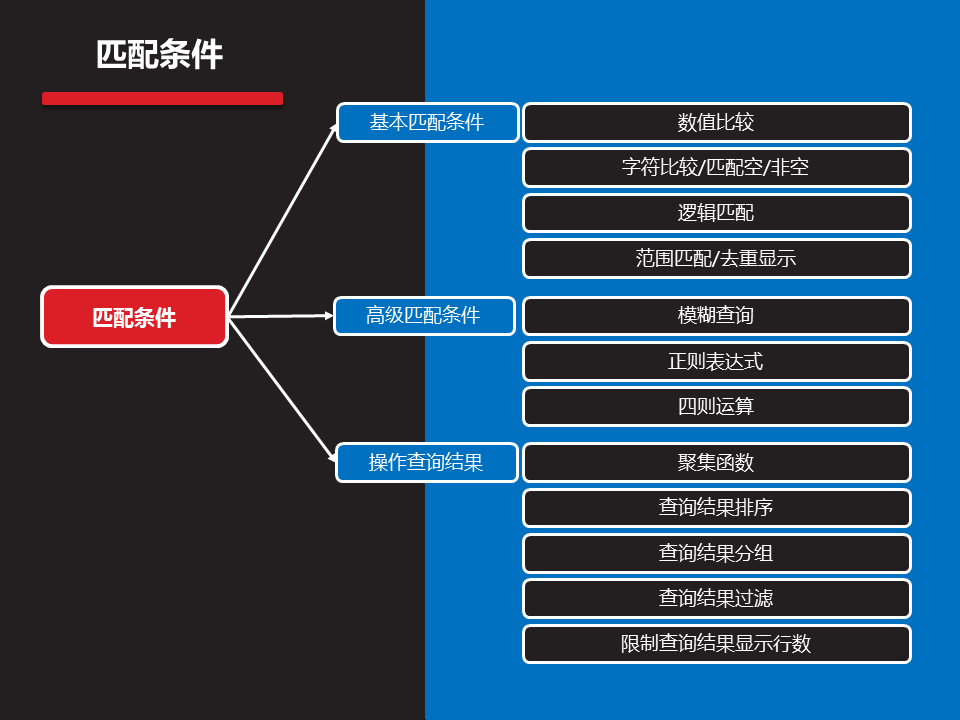 匹配条件
基本匹配条件
数值比较
字符比较/匹配空/非空
逻辑匹配
范围匹配/去重显示
匹配条件
高级匹配条件
模糊查询
正则表达式
四则运算
操作查询结果
聚集函数
查询结果排序
查询结果分组
查询结果过滤
限制查询结果显示行数